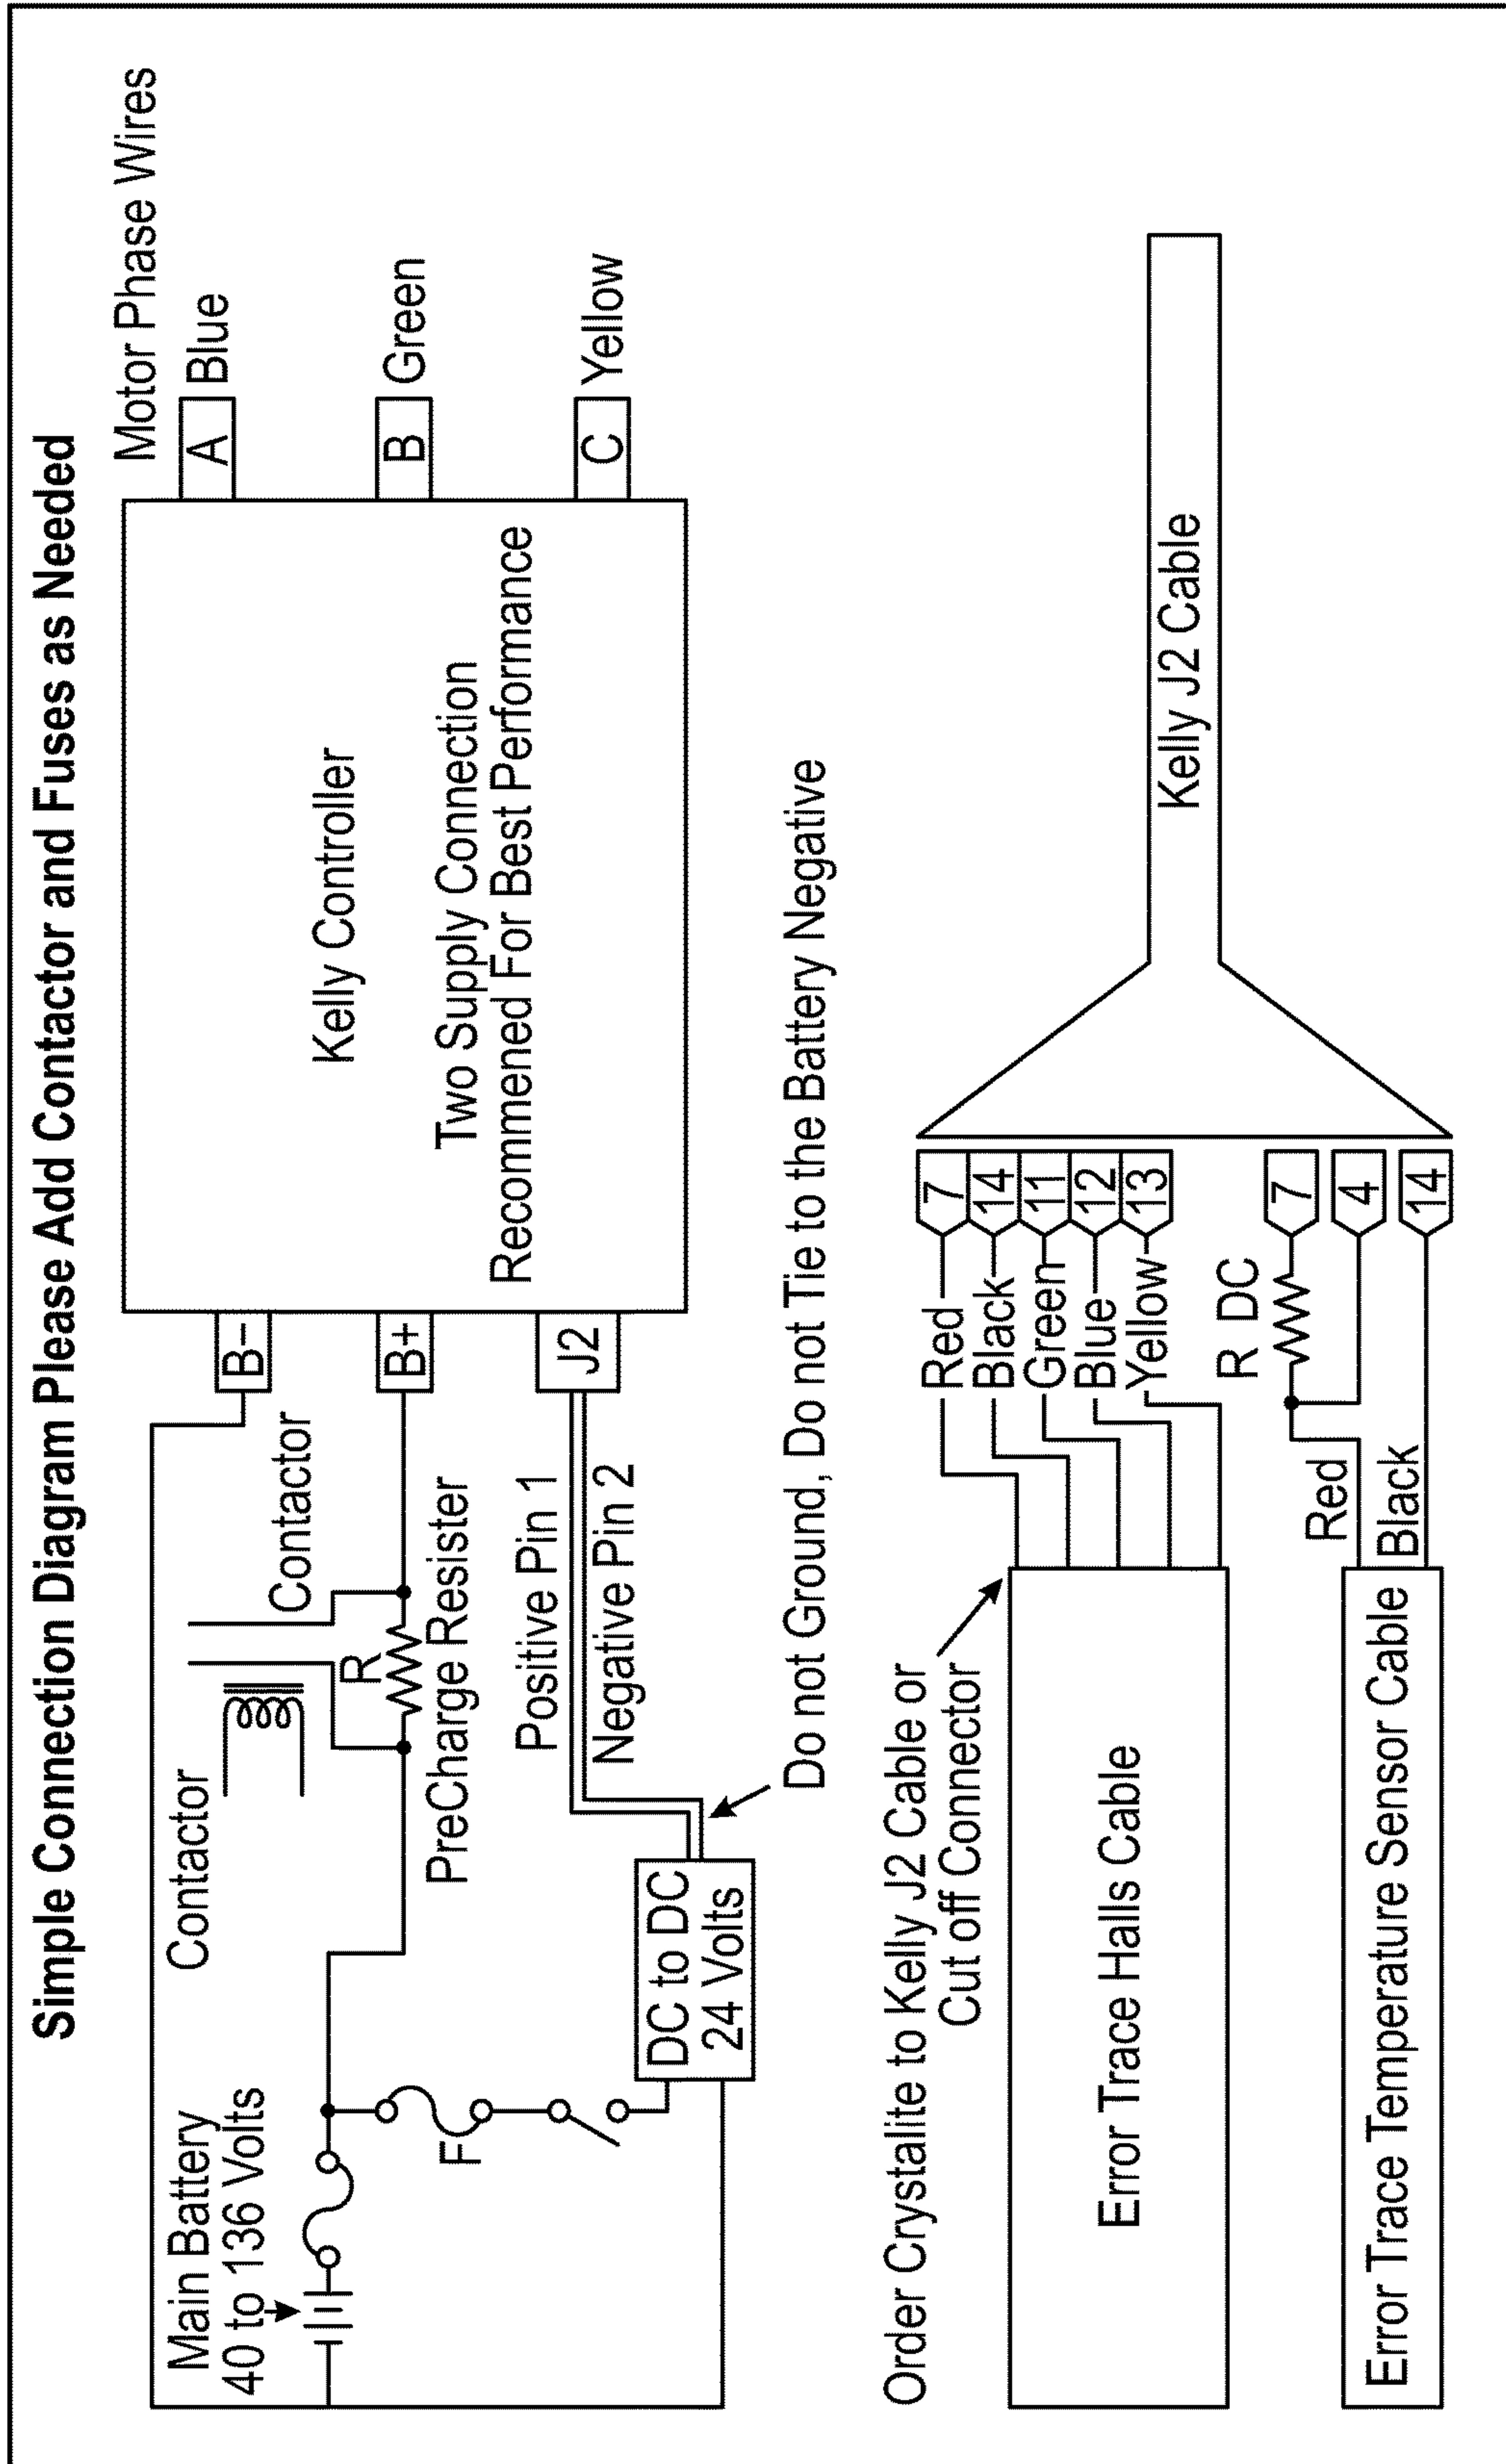 Simple Connection Diagram Please Add Contactor and Fuses as Needed
Motor Phase Wires
Main Battery
40 to 136 Volts
Contactor
Contactor
R
PreCharge Resister
F
DC to DC
24 Volts
Positive Pin 1
Negative Pin 2
B−
B+
J2
Kelly Controller
Two Supply Connection
Recommened For Best Performance
A
Blue
B
Green
C
Yellow
Do not Ground, Do not Tie to the Battery Negative
Order Crystalite to Kelly J2 Cable or
Cut off Connector
Error Trace Halls Cable
Red
Black
Green
Blue
Yellow
7
14
11
12
13
Kelly J2 Cable
R DC
7
4
14
Red
Black
Error Trace Temperature Sensor Cable